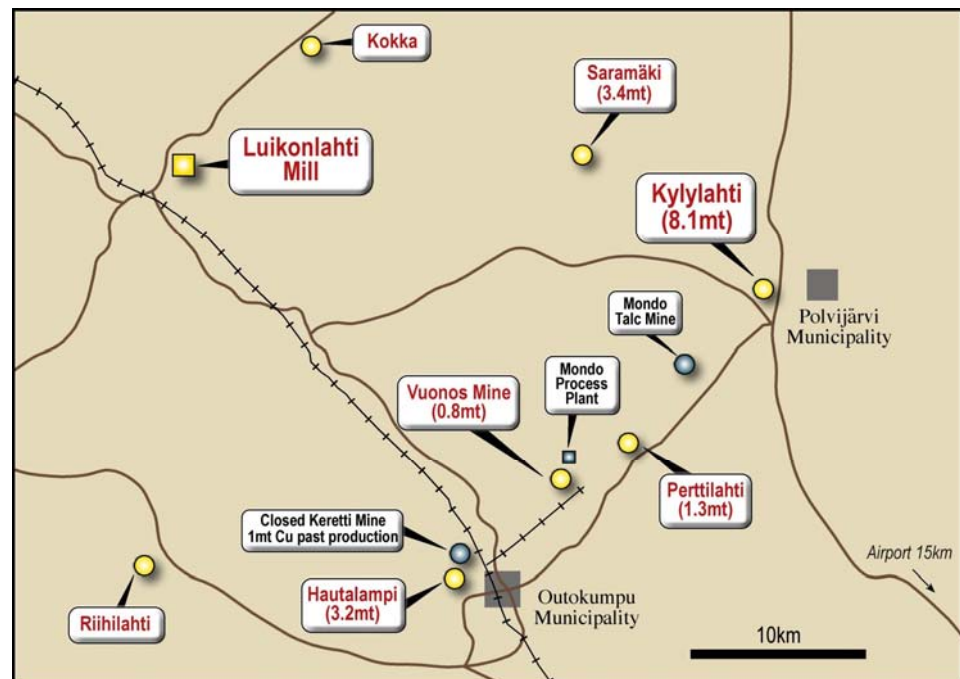 Kokka
Saramäki
(3.4mt)
Luikonlahti
Mill
Kylylahti
(8.1mt)
Polvijärvi
Municipality
Mondo
Talc Mine
Mondo
Process
Plant
Vuonos Mine
(0.8mt)
Perttilahti
(1.3mt)
Closed Keretti Mine
1mt Cu past production
Airport 15km
Hautalampi
(3.2mt)
Outokumpu
Municipality
Riihilahti
10km